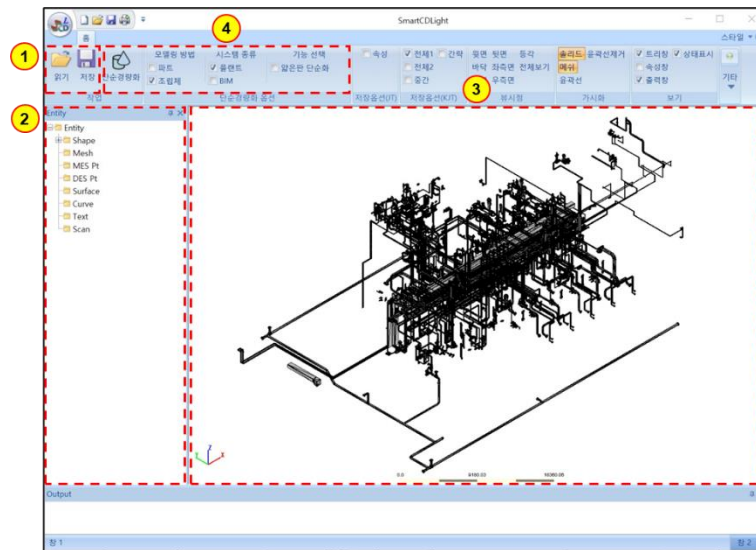 SmartCDLight
홈
스타일
4
1
읽기 저장
작업
단순경량화
모델링 방법 시스템 종류 가능 선택
파트 플랜트 얇은판 단순화
조립체 BIM
단순경량화 옵션
속성
저장옵션(JT)
전체1 간략
전체2
중간
저장옵션(KJT)
윗면 뒷면 등각
바닥 좌측면 전체보기
우측면
3
뷰시점
솔리드 윤곽선제거
메쉬
윤곽선
가시화
트리창 상태표시
속성창
출력창
보기
기타
2
Entity
Entity
Shape
Mesh
MES Pt
DES Pt
Surface
Curve
Text
Scan
Z
0.0
Output
창 1
창 2